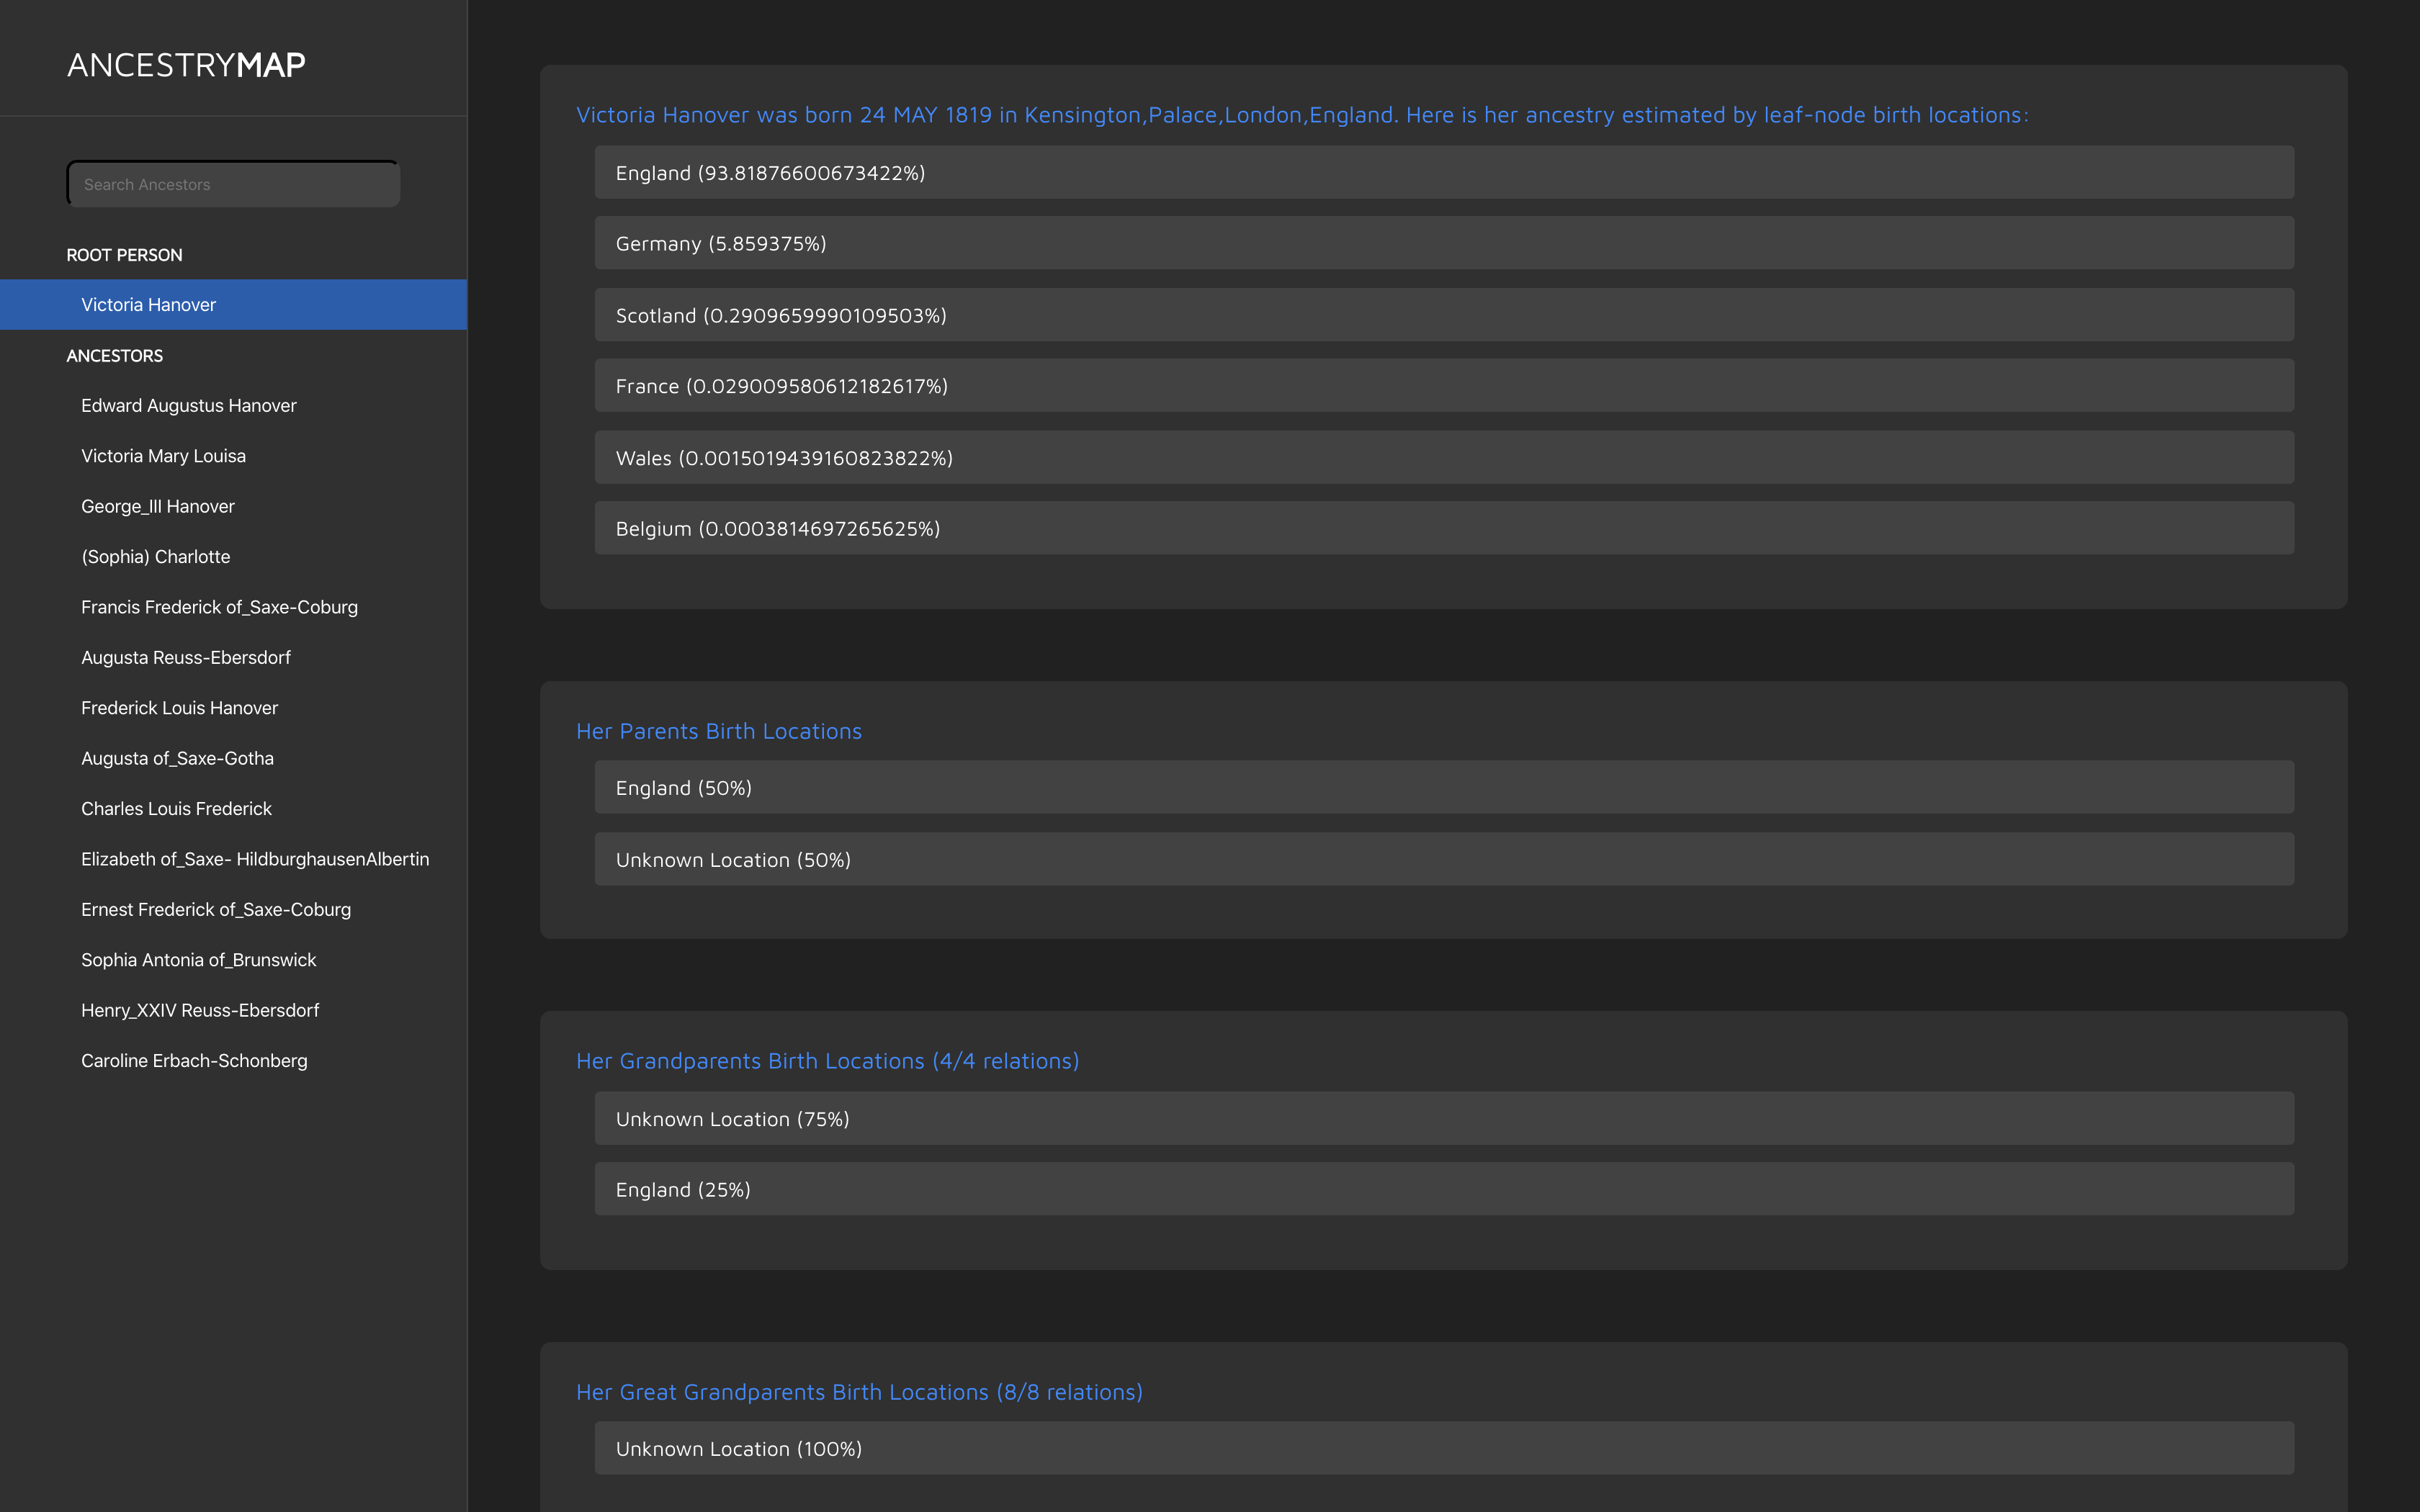 ANCESTRYMAP
Search Ancestors
ROOT PERSON
Victoria Hanover
ANCESTORS
Edward Augustus Hanover
Victoria Mary Louisa
George_III Hanover
(Sophia) Charlotte
Francis Frederick of_Saxe-Coburg
Augusta Reuss-Ebersdorf
Frederick Louis Hanover
Augusta of_Saxe-Gotha
Charles Louis Frederick
Elizabeth of_Saxe- HildburghausenAlbertin
Ernest Frederick of_Saxe-Coburg
Sophia Antonia of_Brunswick
Henry_XXIV Reuss-Ebersdorf
Caroline Erbach-Schonberg
Victoria Hanover was born 24 MAY 1819 in Kensington,Palace,London,England. Here is her ancestry estimated by leaf-node birth locations:
England (93.81876600673422%)
Germany (5.859375%)
Scotland (0.2909659990109503%)
France (0.029009580612182617%)
Wales (0.0015019439160823822%)
Belgium (0.0003814697265625%)
Her Parents Birth Locations
England (50%)
Unknown Location (50%)
Her Grandparents Birth Locations (4/4 relations)
Unknown Location (75%)
England (25%)
Her Great Grandparents Birth Locations (8/8 relations)
Unknown Location (100%)